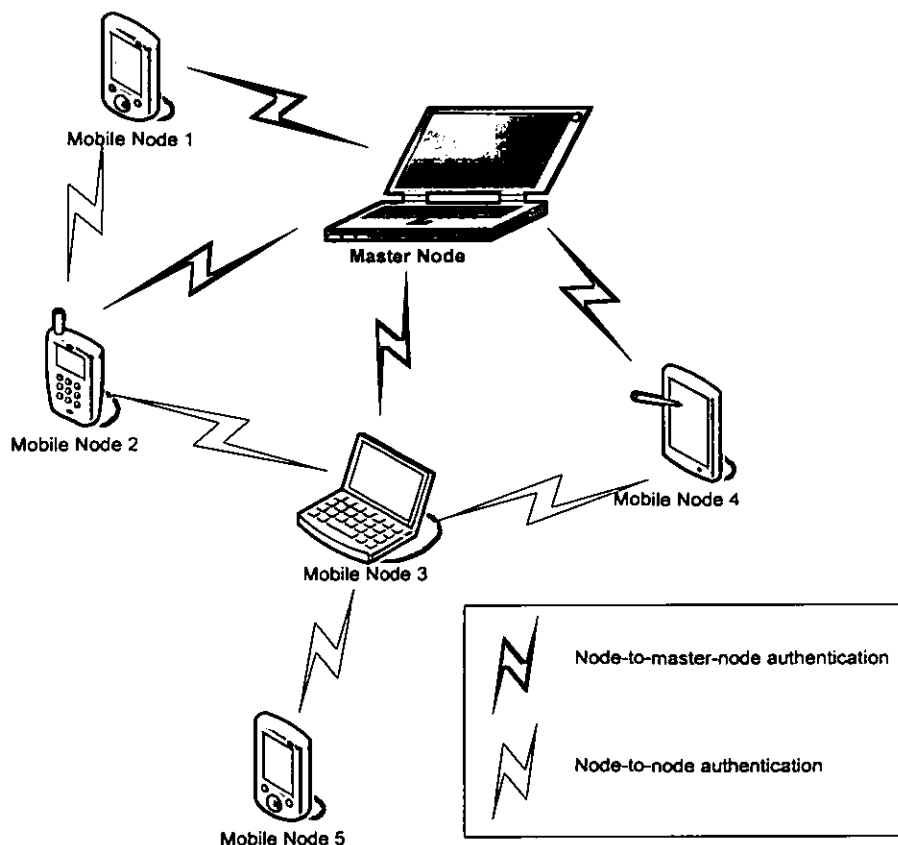 Mobile Node 1
Master Node
Mobile Node 2
Mobile Node 4
Mobile Node 3
Node-to-master-node authentication
Node-to-node authentication
Mobile Node 5